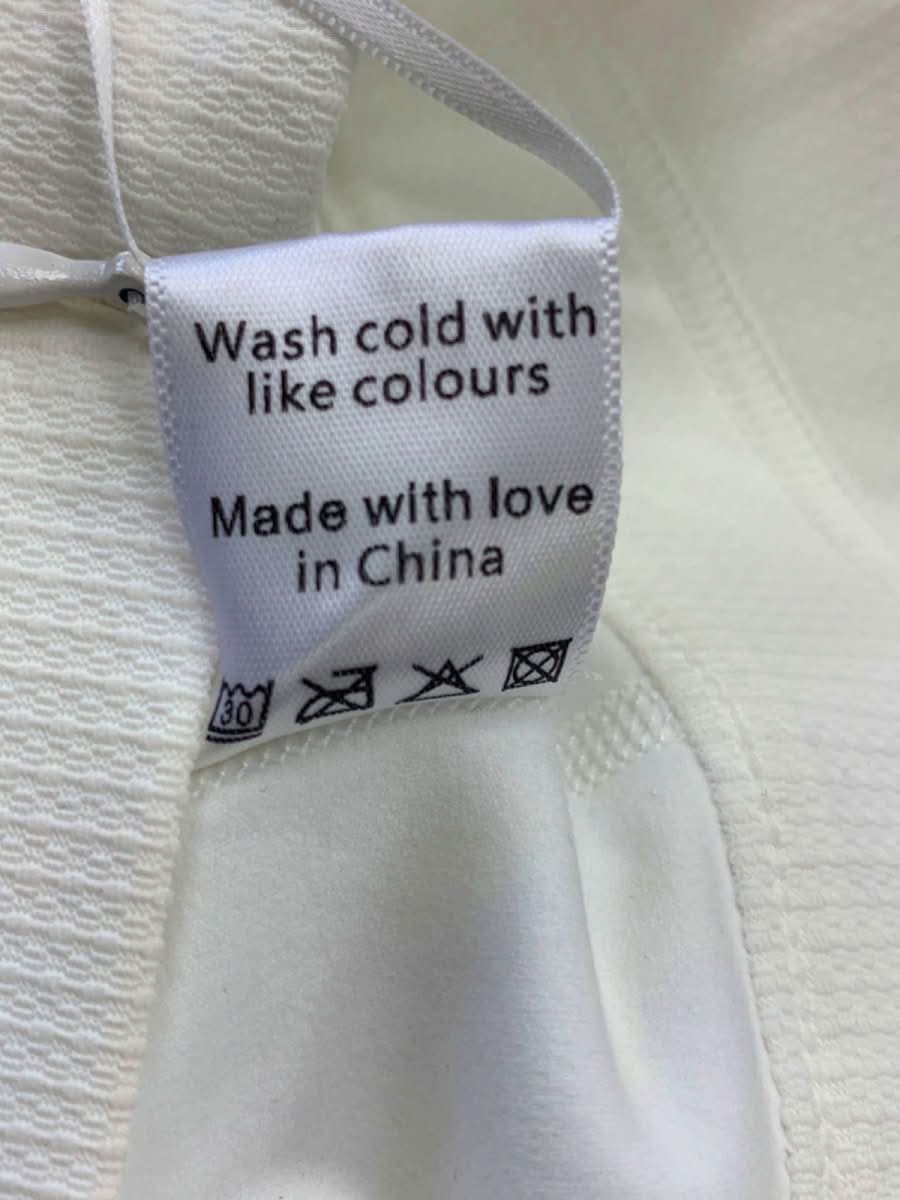 Wash cold with
like colours
Made with love
in China
30